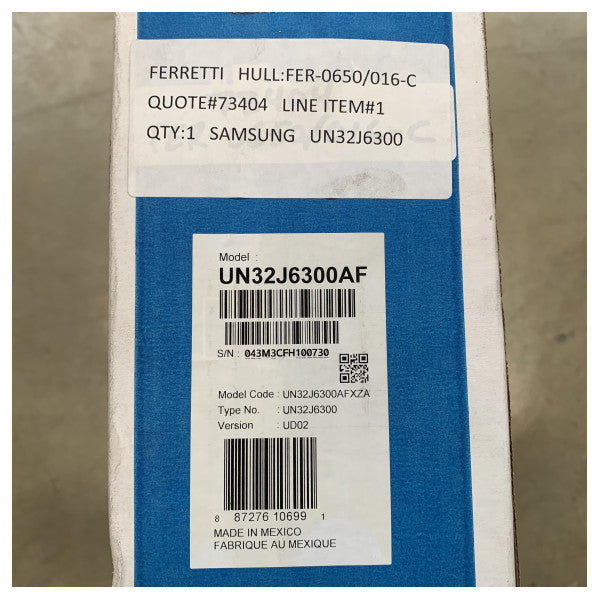 FERRETTI HULL:FER-0650/016-C
QUOTE#73404 LINE ITEM#1
QTY:1 SAMSUNG UN32J6300
Model :
UN32J6300AF
S/N : 043M3CFH100730
Model Code : UN32J6300AFXZA
Type No. : UN32J6300
Version : UD02
8 87276 10699 1
MADE IN MEXICO
FABRIQUE AU MEXIQUE